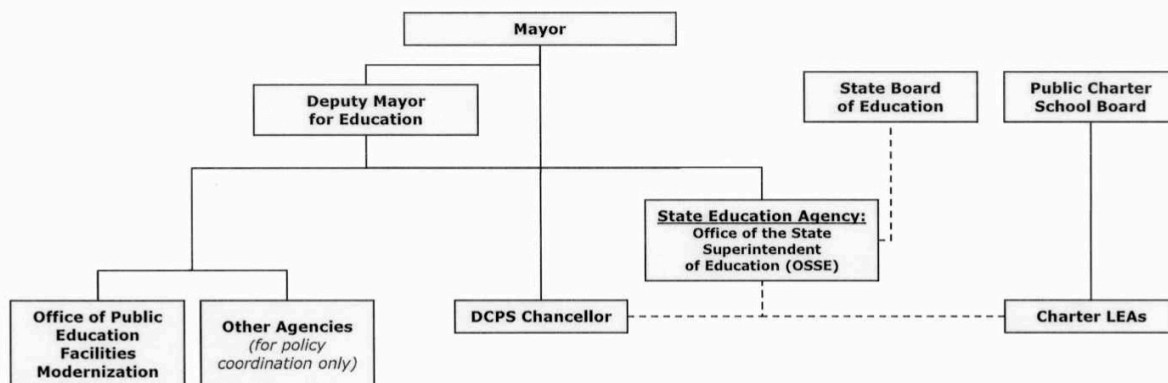 Mayor
Deputy Mayor
for Education
State Board
of Education
Public Charter
School Board
State Education Agency:
Office of the State
Superintendent
of Education (OSSE)
Office of Public
Education
Facilities
Modernization
Other Agencies
(for policy
coordination only)
DCPS Chancellor
Charter LEAs